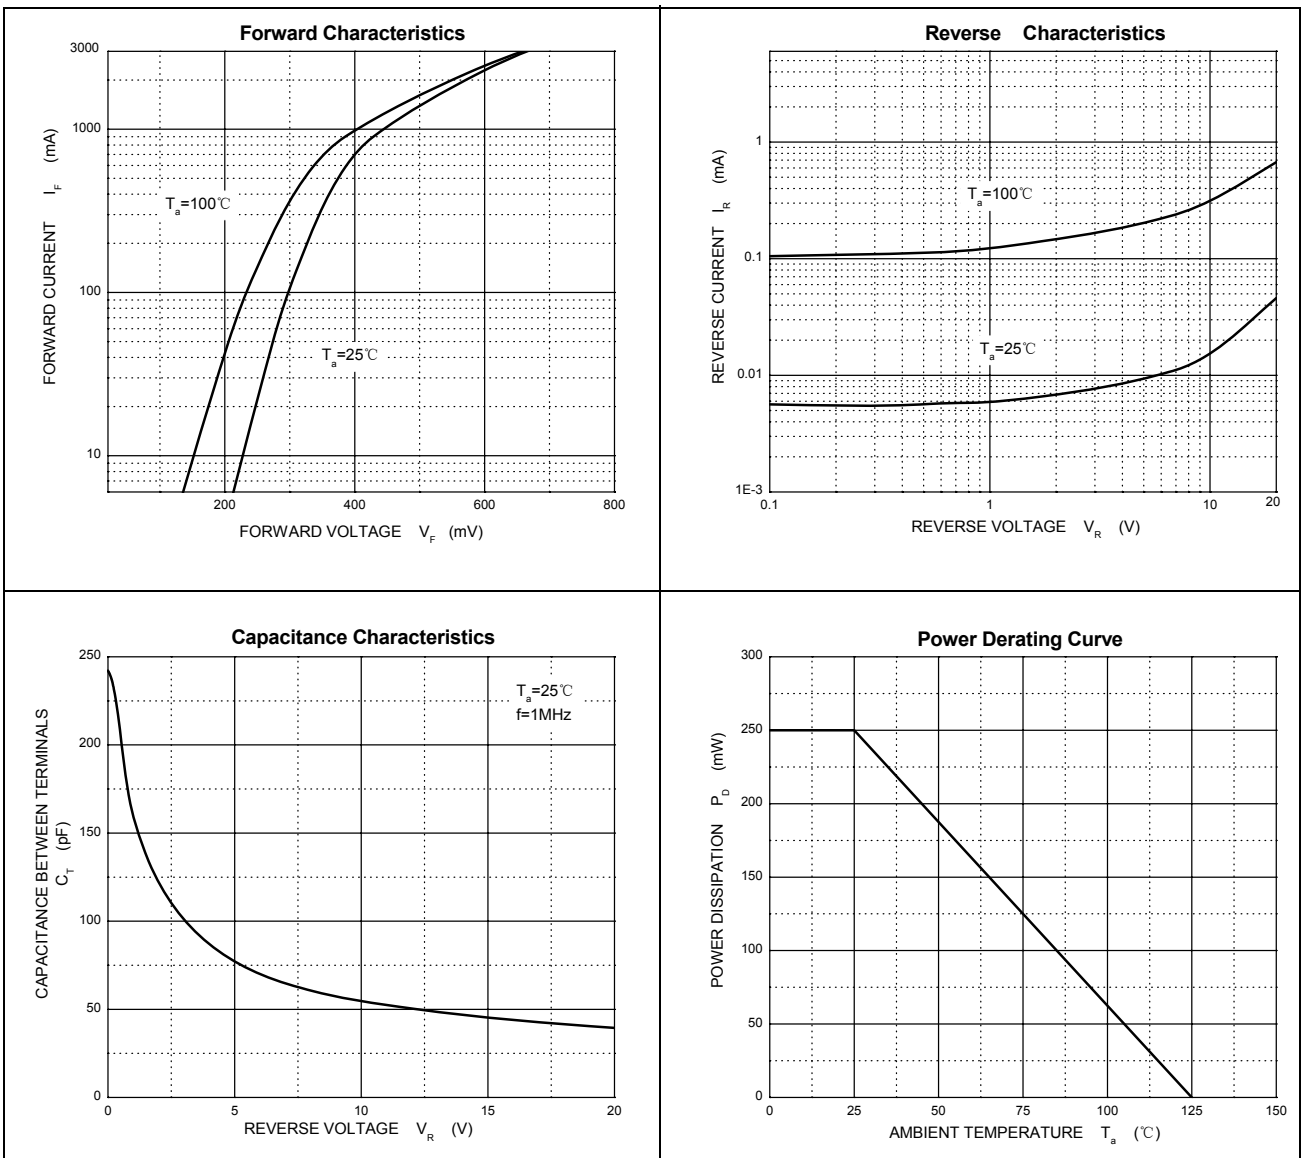 Forward Characteristics
3000
1000
100
10
FORWARD CURRENT I_F (mA)
T_a=100℃
T_a=25℃
200 400 600 800
FORWARD VOLTAGE V_F (mV)
Reverse Characteristics
1
0.1
0.01
1E-3
REVERSE CURRENT I_R (mA)
T_a=100℃
T_a=25℃
0.1 1 10 20
REVERSE VOLTAGE V_R (V)
Capacitance Characteristics
250
200
150
100
50
0
CAPACITANCE BETWEEN TERMINALS
C_T (pF)
T_a=25℃
f=1MHz
0 5 10 15 20
REVERSE VOLTAGE V_R (V)
Power Derating Curve
300
250
200
150
100
50
0
POWER DISSIPATION P_D (mW)
0 25 50 75 100 125 150
AMBIENT TEMPERATURE T_a (℃)